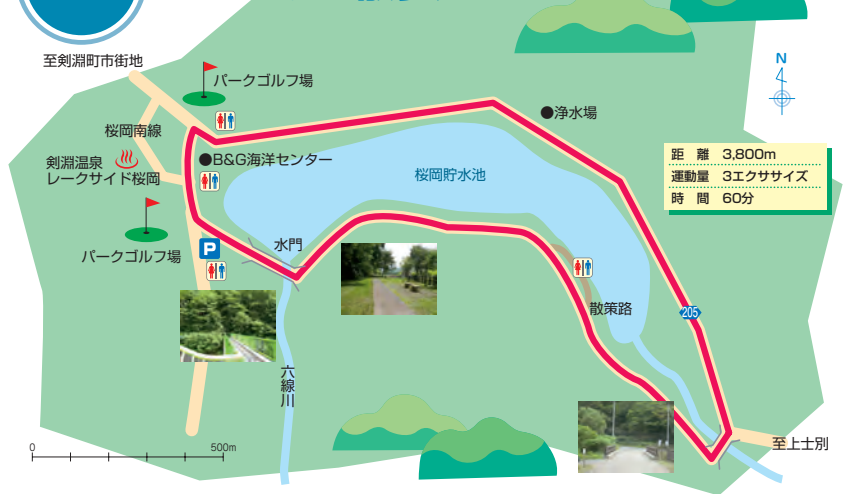 至剣淵町市街地
パークゴルフ場
N
●浄水場
桜岡南線
●B&G海洋センター
剣淵温泉
レークサイド桜岡
桜岡貯水池
距 離 3,800m
運動量 3エクササイズ
時 間 60分
パークゴルフ場
P
水門
散策路
205
六線川
至上士別
0 500m